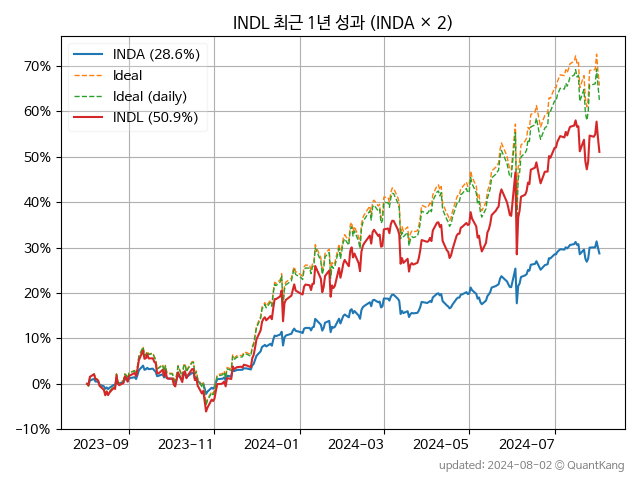 INDL 최근 1년 성과 (INDA × 2)
INDA (28.6%)
Ideal
Ideal (daily)
INDL (50.9%)
70%
60%
50%
40%
30%
20%
10%
0%
−10%
2023−09 2023−11 2024−01 2024−03 2024−05 2024−07
updated: 2024-08-02 © QuantKang